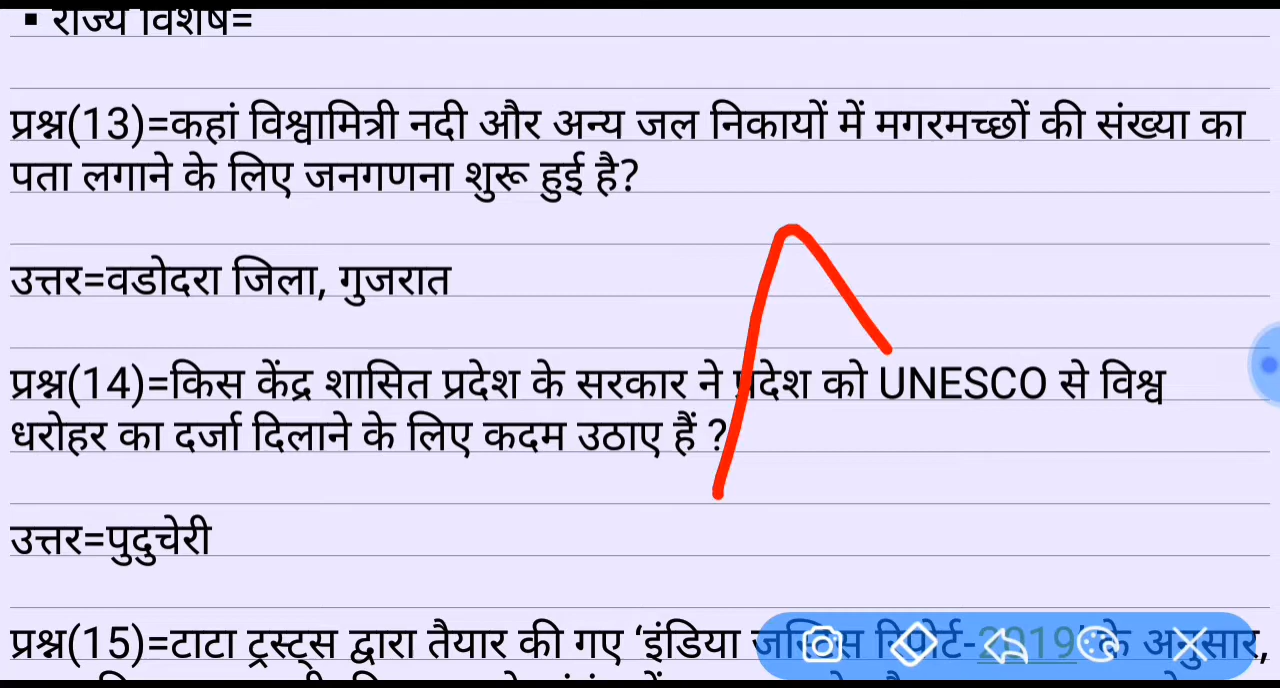 ▪ राज्य विशेष=
प्रश्न(13)=कहां विश्वामित्री नदी और अन्य जल निकायों में मगरमच्छों की संख्या का
पता लगाने के लिए जनगणना शुरू हुई है?
उत्तर=वडोदरा जिला, गुजरात
प्रश्न(14)=किस केंद्र शासित प्रदेश के सरकार ने प्रदेश को UNESCO से विश्व
धरोहर का दर्जा दिलाने के लिए कदम उठाए हैं ?
उत्तर=पुदुचेरी
प्रश्न(15)=टाटा ट्रस्ट्स द्वारा तैयार की गए ‘इंडिया जस्टिस रिपोर्ट-2019’ के अनुसार,